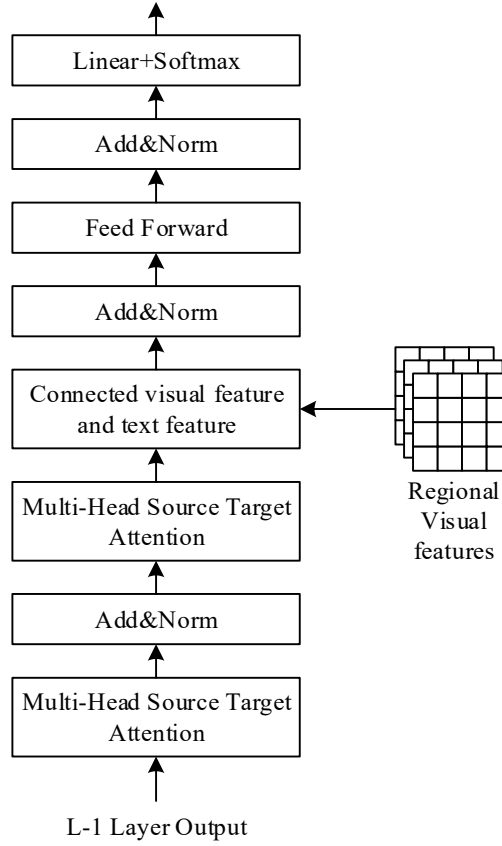 Linear+Softmax
Add&Norm
Feed Forward
Add&Norm
Connected visual feature
and text feature
Regional
Visual
features
Multi-Head Source Target
Attention
Add&Norm
Multi-Head Source Target
Attention
L-1 Layer Output